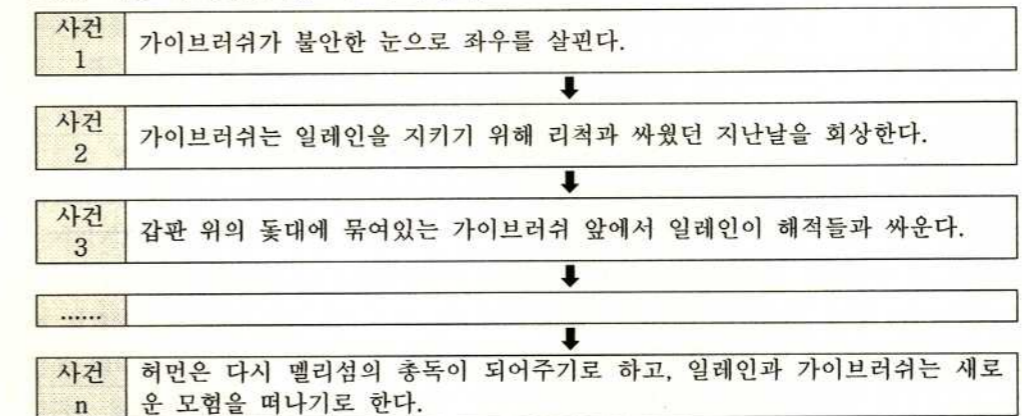 사건
1
가이브러쉬가 불안한 눈으로 좌우를 살핀다.
사건
2
가이브러쉬는 일레인을 지키기 위해 리척과 싸웠던 지난날을 회상한다.
사건
3
갑판 위의 돛대에 묶여있는 가이브러쉬 앞에서 일레인이 해적들과 싸운다.
......
사건
n
허먼은 다시 멜리섬의 총독이 되어주기로 하고, 일레인과 가이브러쉬는 새로
운 모험을 떠나기로 한다.